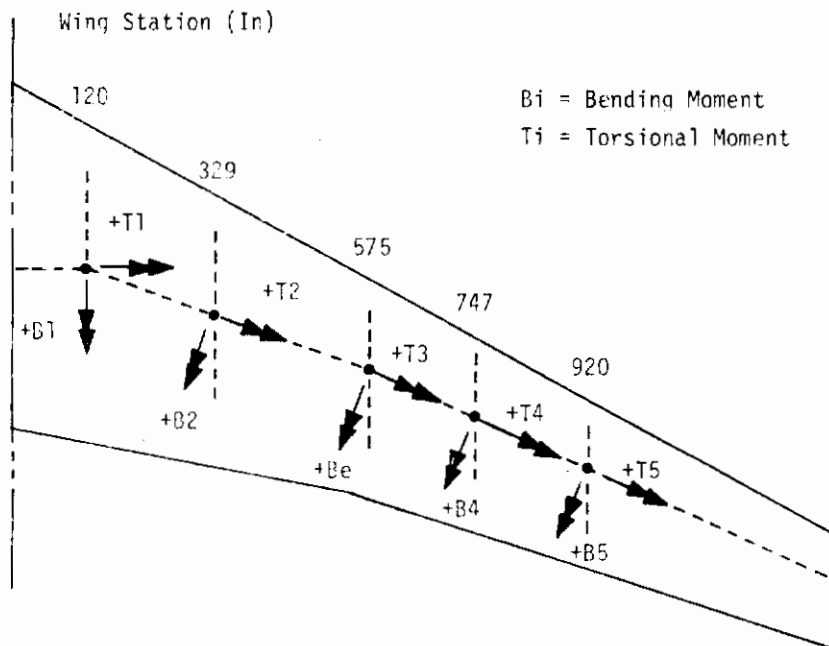 Wing Station (In)
120
Bi = Bending Moment
Ti = Torsional Moment
329
+T1
575
+T2
747
+B1
+T3
920
+B2
+T4
+Be
+T5
+B4
+B5